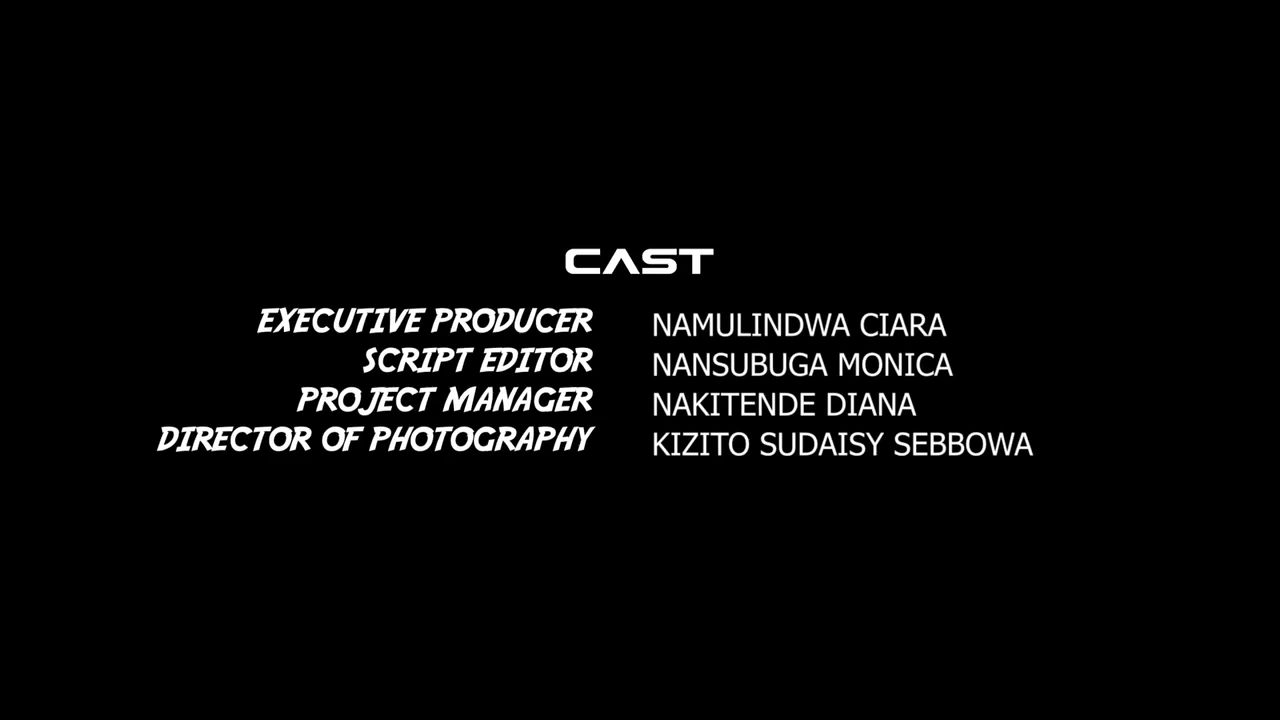 CAST
EXECUTIVE PRODUCER NAMULINDWA CIARA
SCRIPT EDITOR NANSUBUGA MONICA
PROJECT MANAGER NAKITENDE DIANA
DIRECTOR OF PHOTOGRAPHY KIZITO SUDAISY SEBBOWA